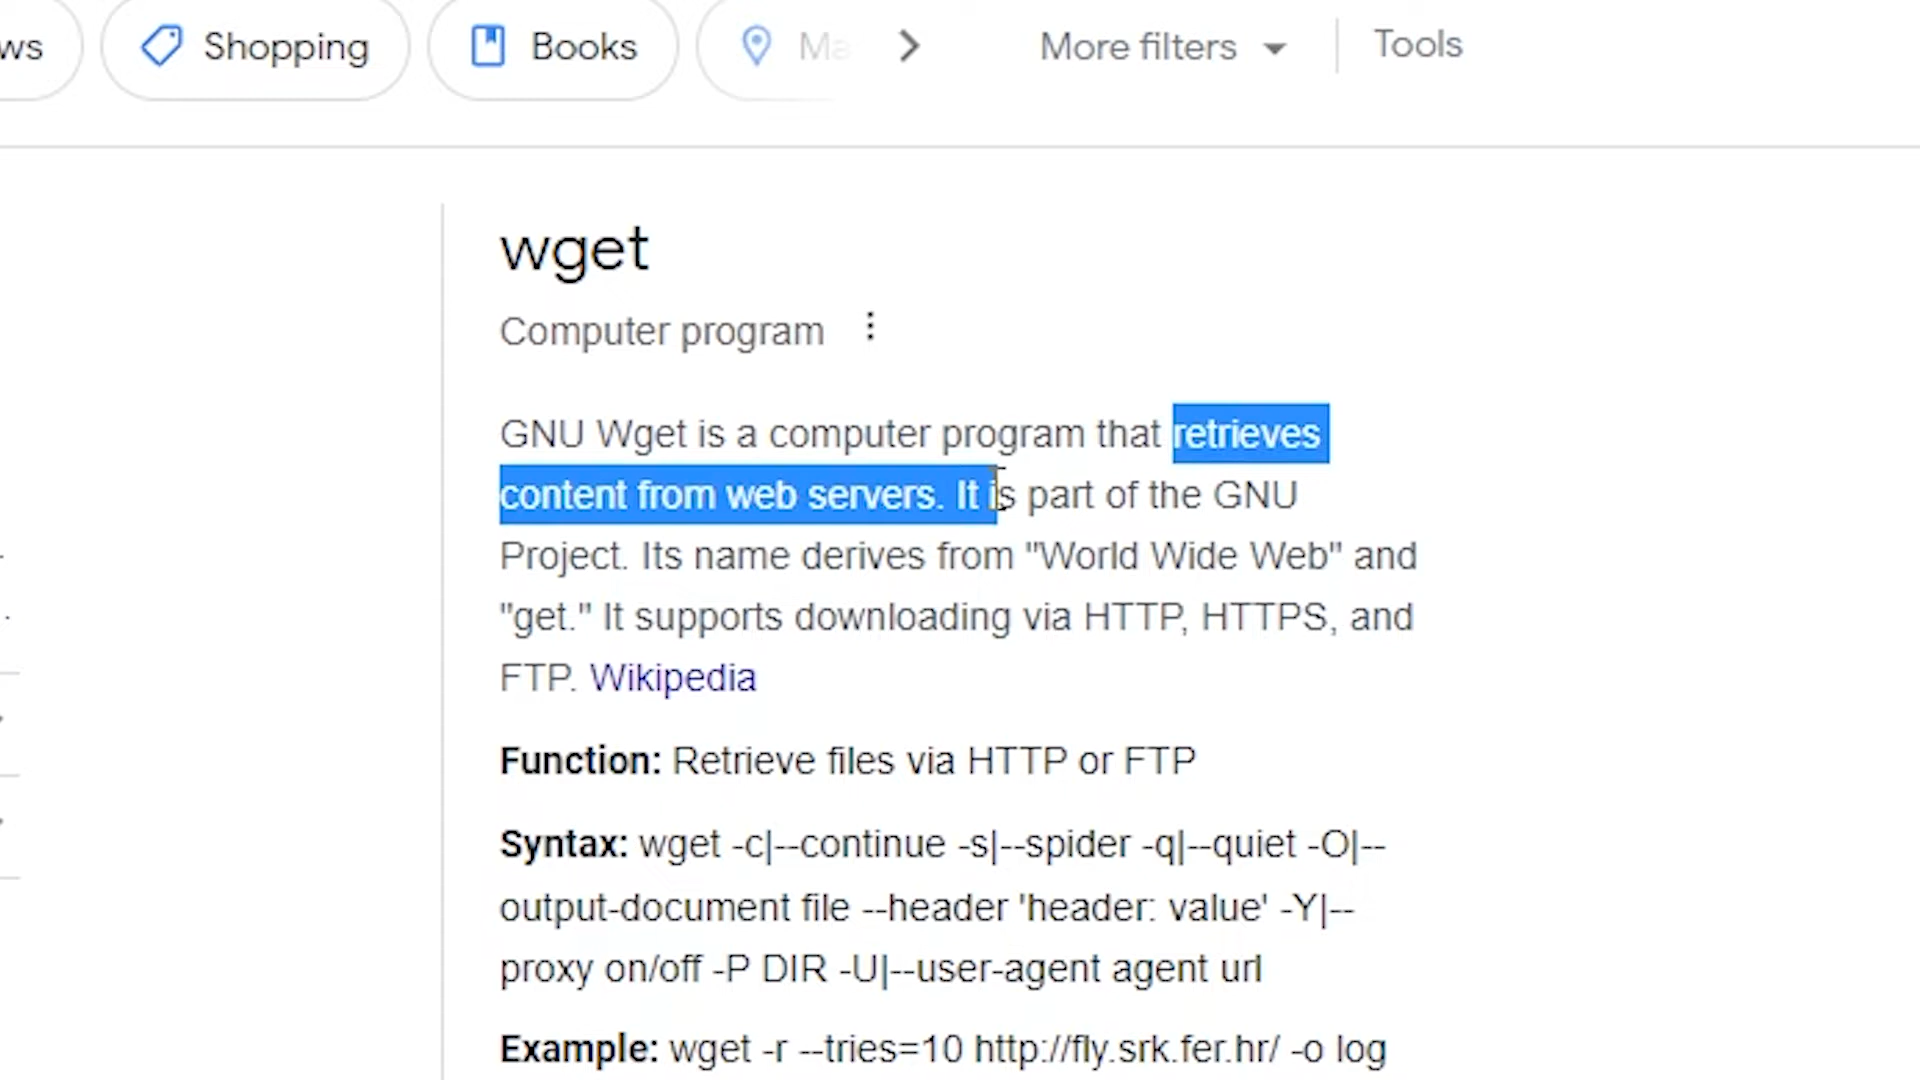 ws Shopping Books Ma More filters Tools
wget
Computer program
GNU Wget is a computer program that retrieves
content from web servers. It is part of the GNU
Project. Its name derives from "World Wide Web" and
"get." It supports downloading via HTTP, HTTPS, and
FTP. Wikipedia
Function: Retrieve files via HTTP or FTP
Syntax: wget -c|--continue -s|--spider -q|--quiet -O|--
output-document file --header 'header: value' -Y|--
proxy on/off -P DIR -U|--user-agent agent url
Example: wget -r --tries=10 http://fly.srk.fer.hr/ -o log